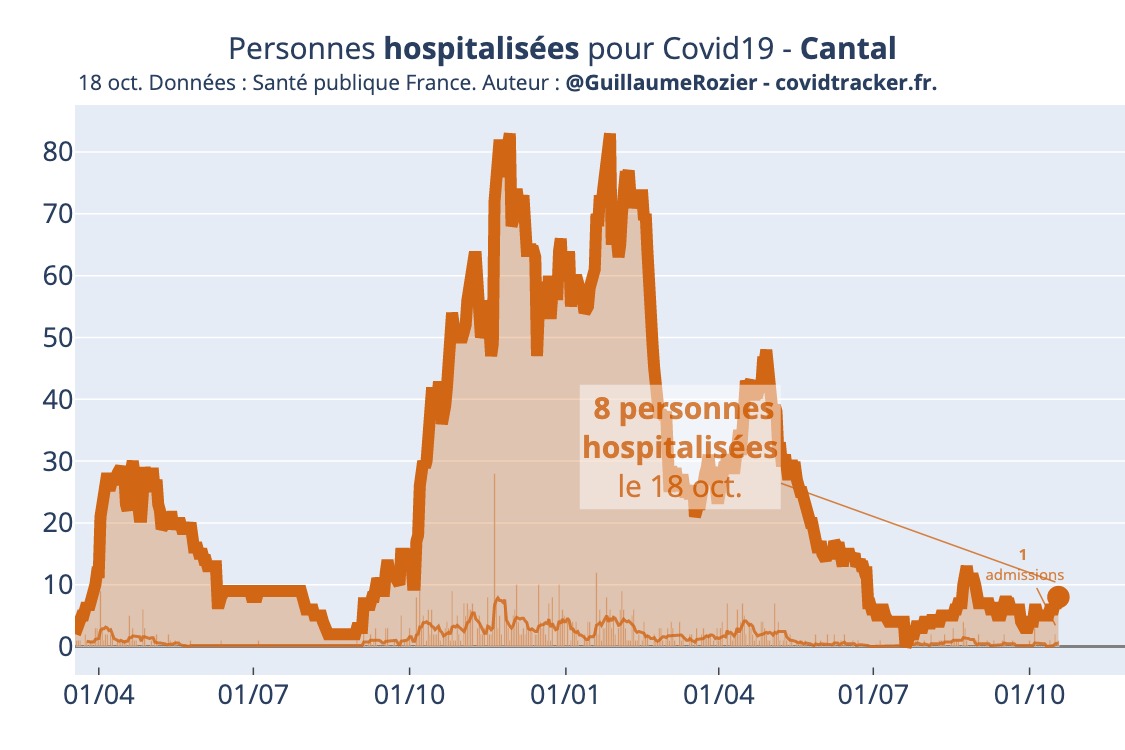 Personnes hospitalisées pour Covid19 - Cantal
18 oct. Données : Santé publique France. Auteur : @GuillaumeRozier - covidtracker.fr.
80
70
60
50
40
30
20
10
0
8 personnes
hospitalisées
le 18 oct.
1
admissions
01/04
01/07
01/10
01/01
01/04
01/07
01/10